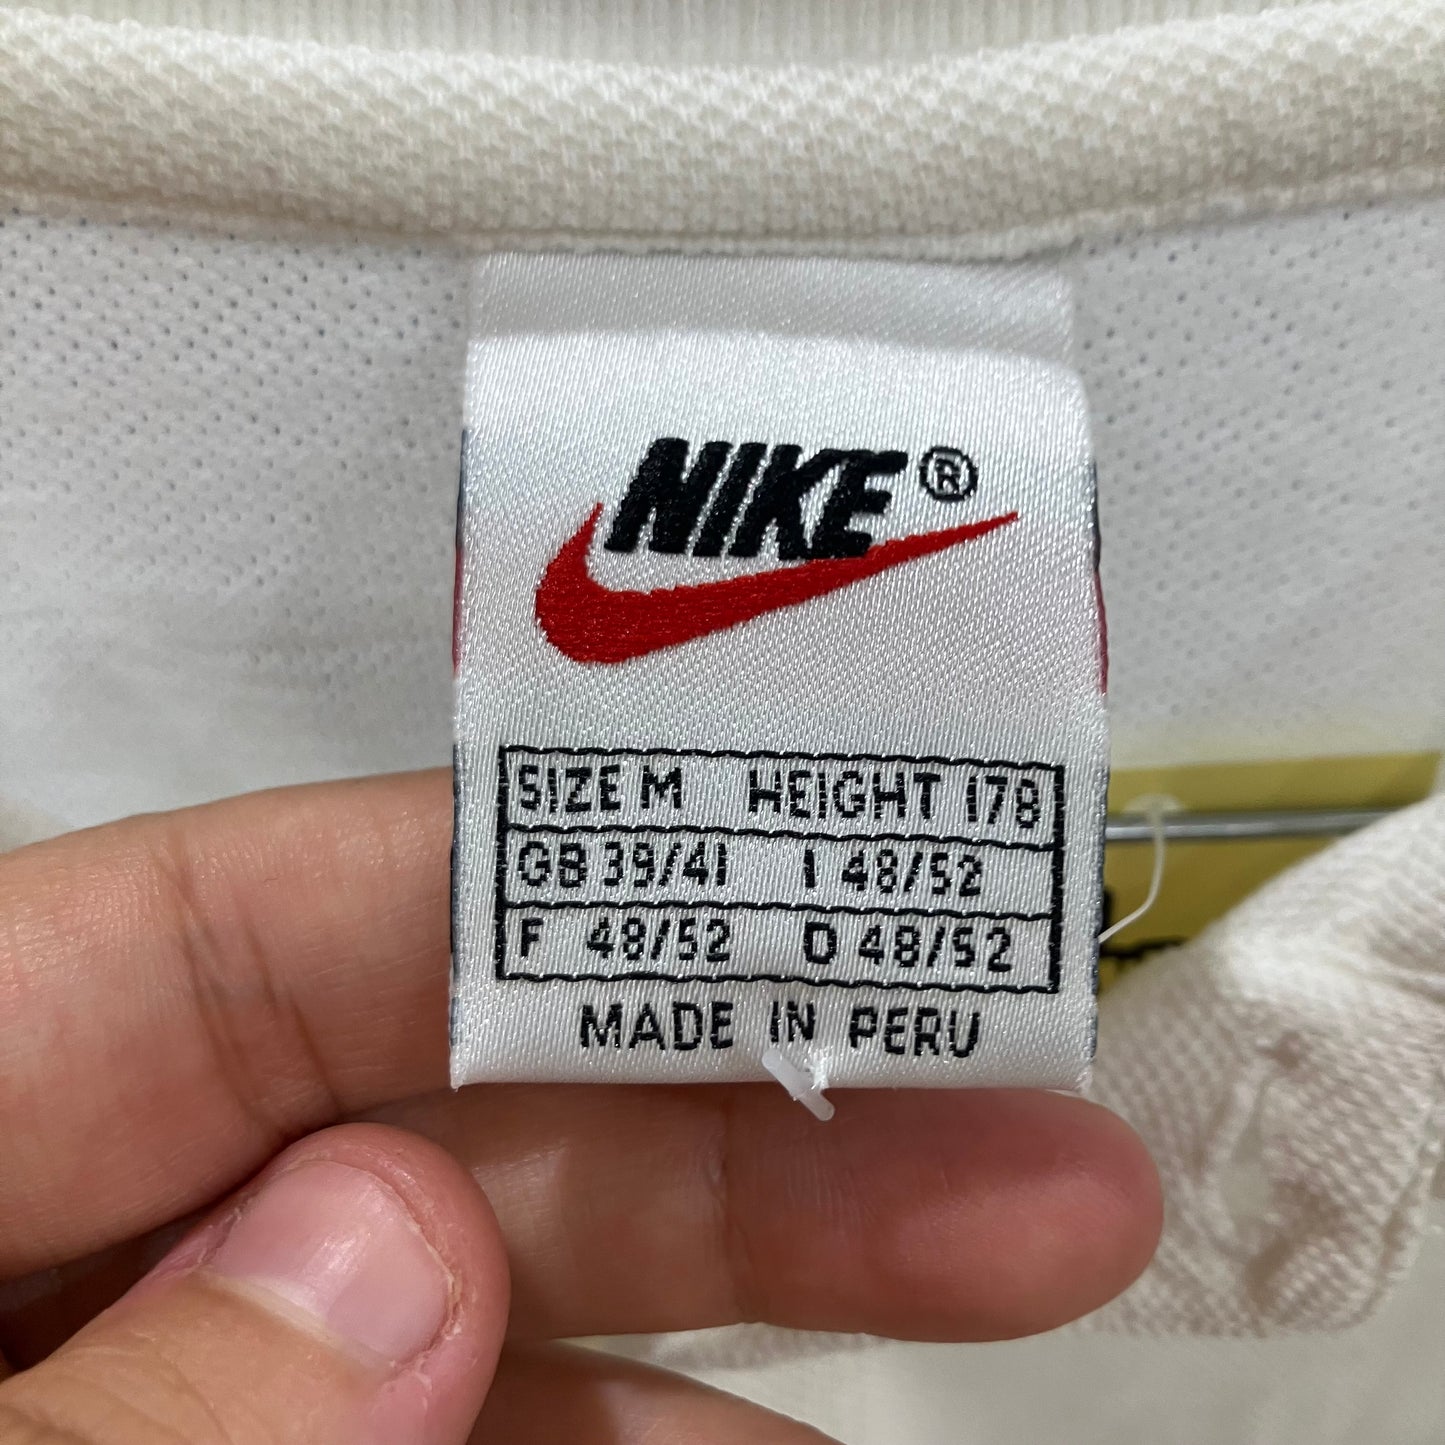 NIKE ®
SIZE M HEIGHT 178
GB 39/41 I 48/52
F 48/52 D 48/52
MADE IN PERU